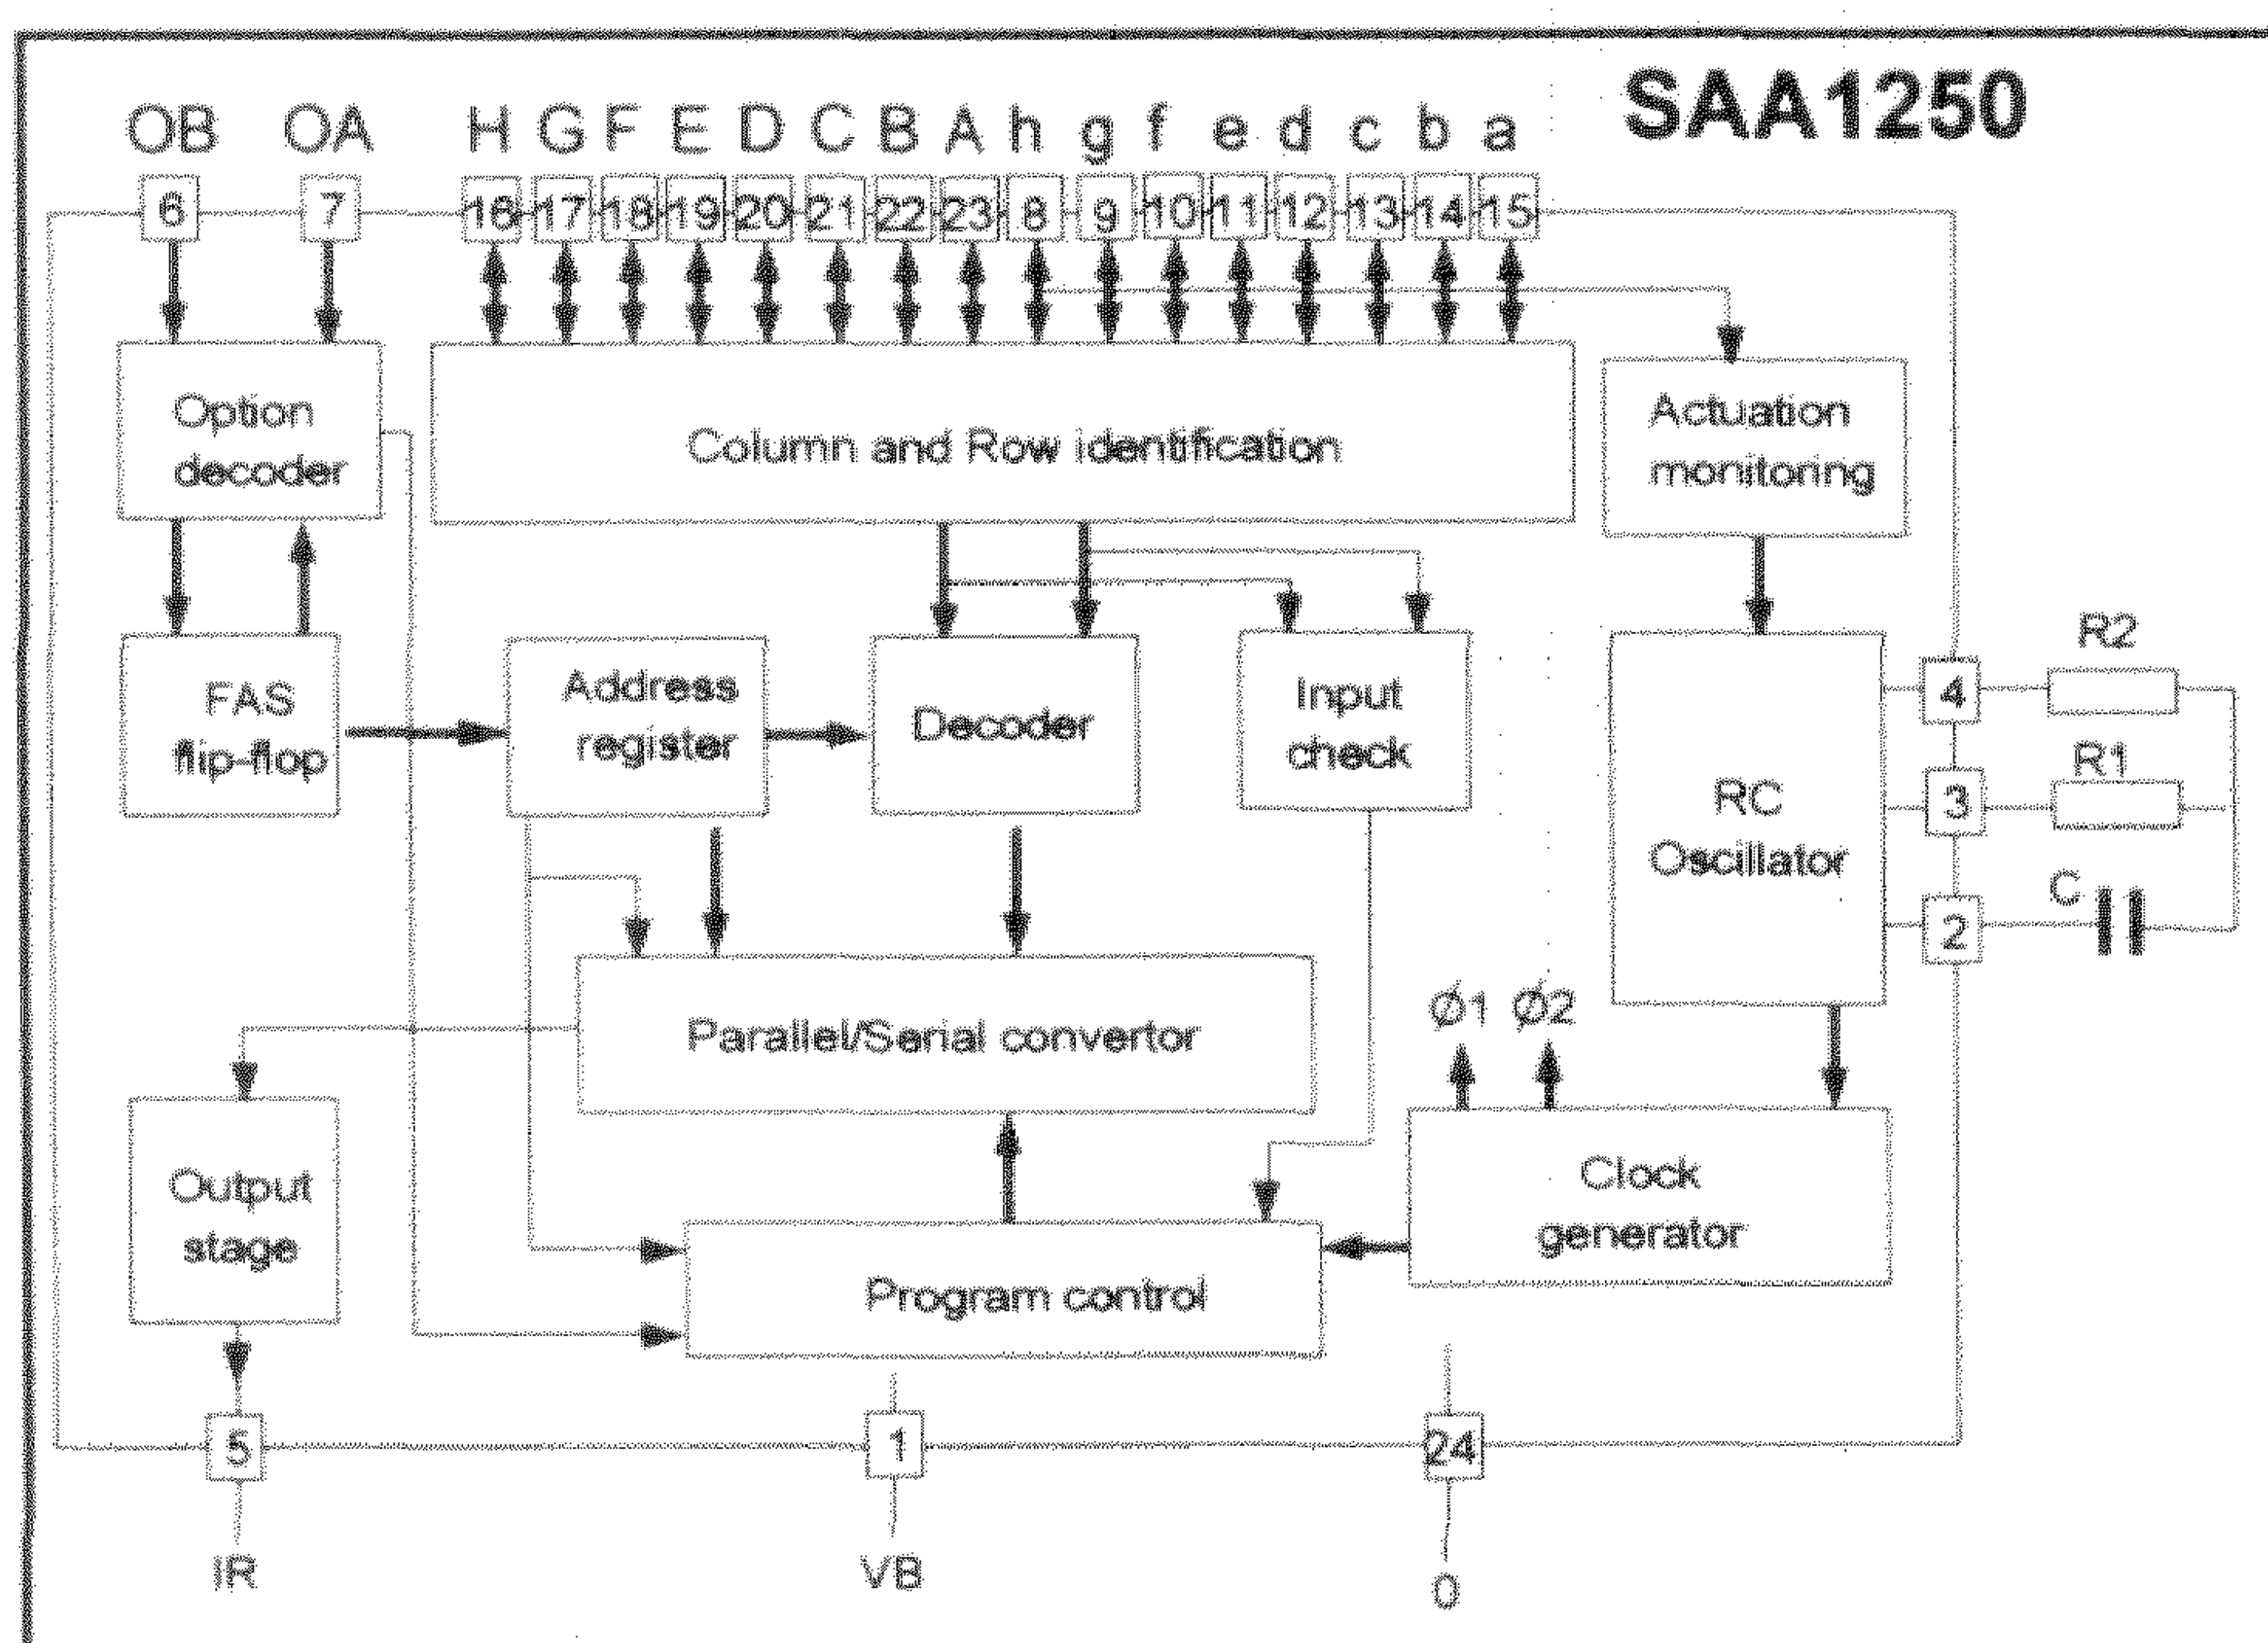 SAA1250
OB OA H G F E D C B A h g f e d c b a
6 7 16 17 18 19 20 21 22 23 8 9 10 11 12 13 14 15
Option
decoder
Column and Row identification
Actuation
monitoring
FAS
flip-flop
Address
register
Decoder
Input
check
RC
Oscillator
4
R2
3
R1
2
C
Parallel/Serial convertor
Ø1 Ø2
Output
stage
Clock
generator
Program control
5
1
24
IR
VB
0